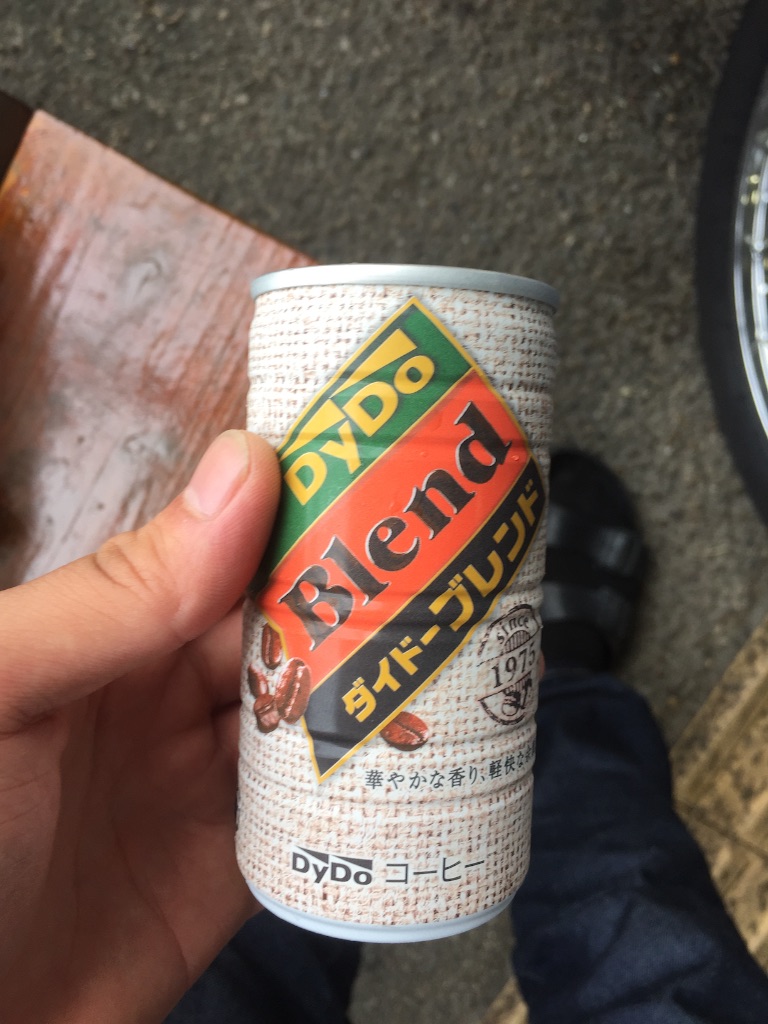 DyDo
Blend
ダイドーブレンド
since
1975
華やかな香り、軽快な
DyDo コーヒー